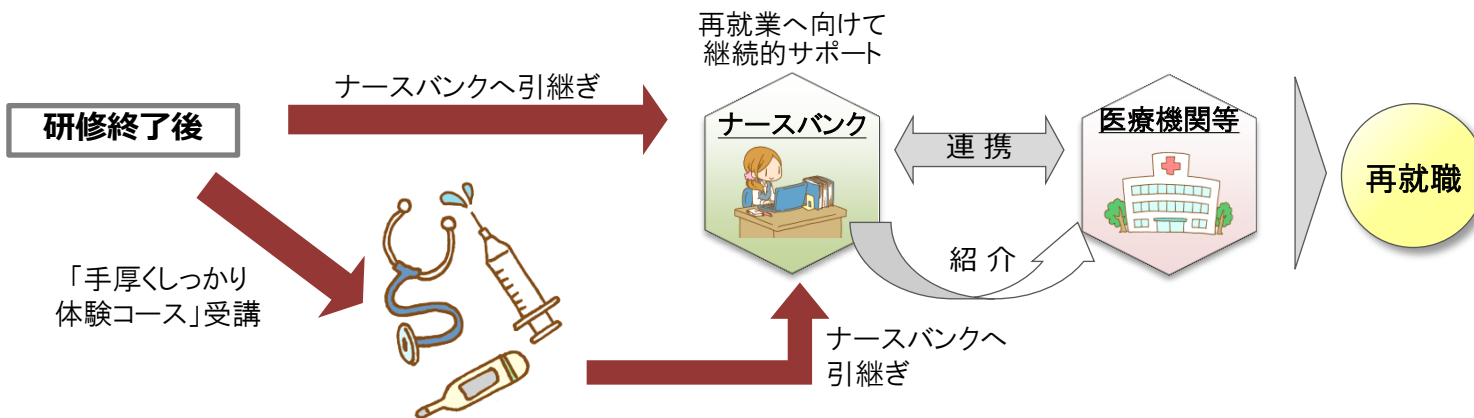 再就業へ向けて
継続的サポート
ナースバンクへ引継ぎ
研修終了後
ナースバンク
連 携
医療機関等
再就職
紹 介
「手厚くしっかり
体験コース」受講
ナースバンクへ
引継ぎ